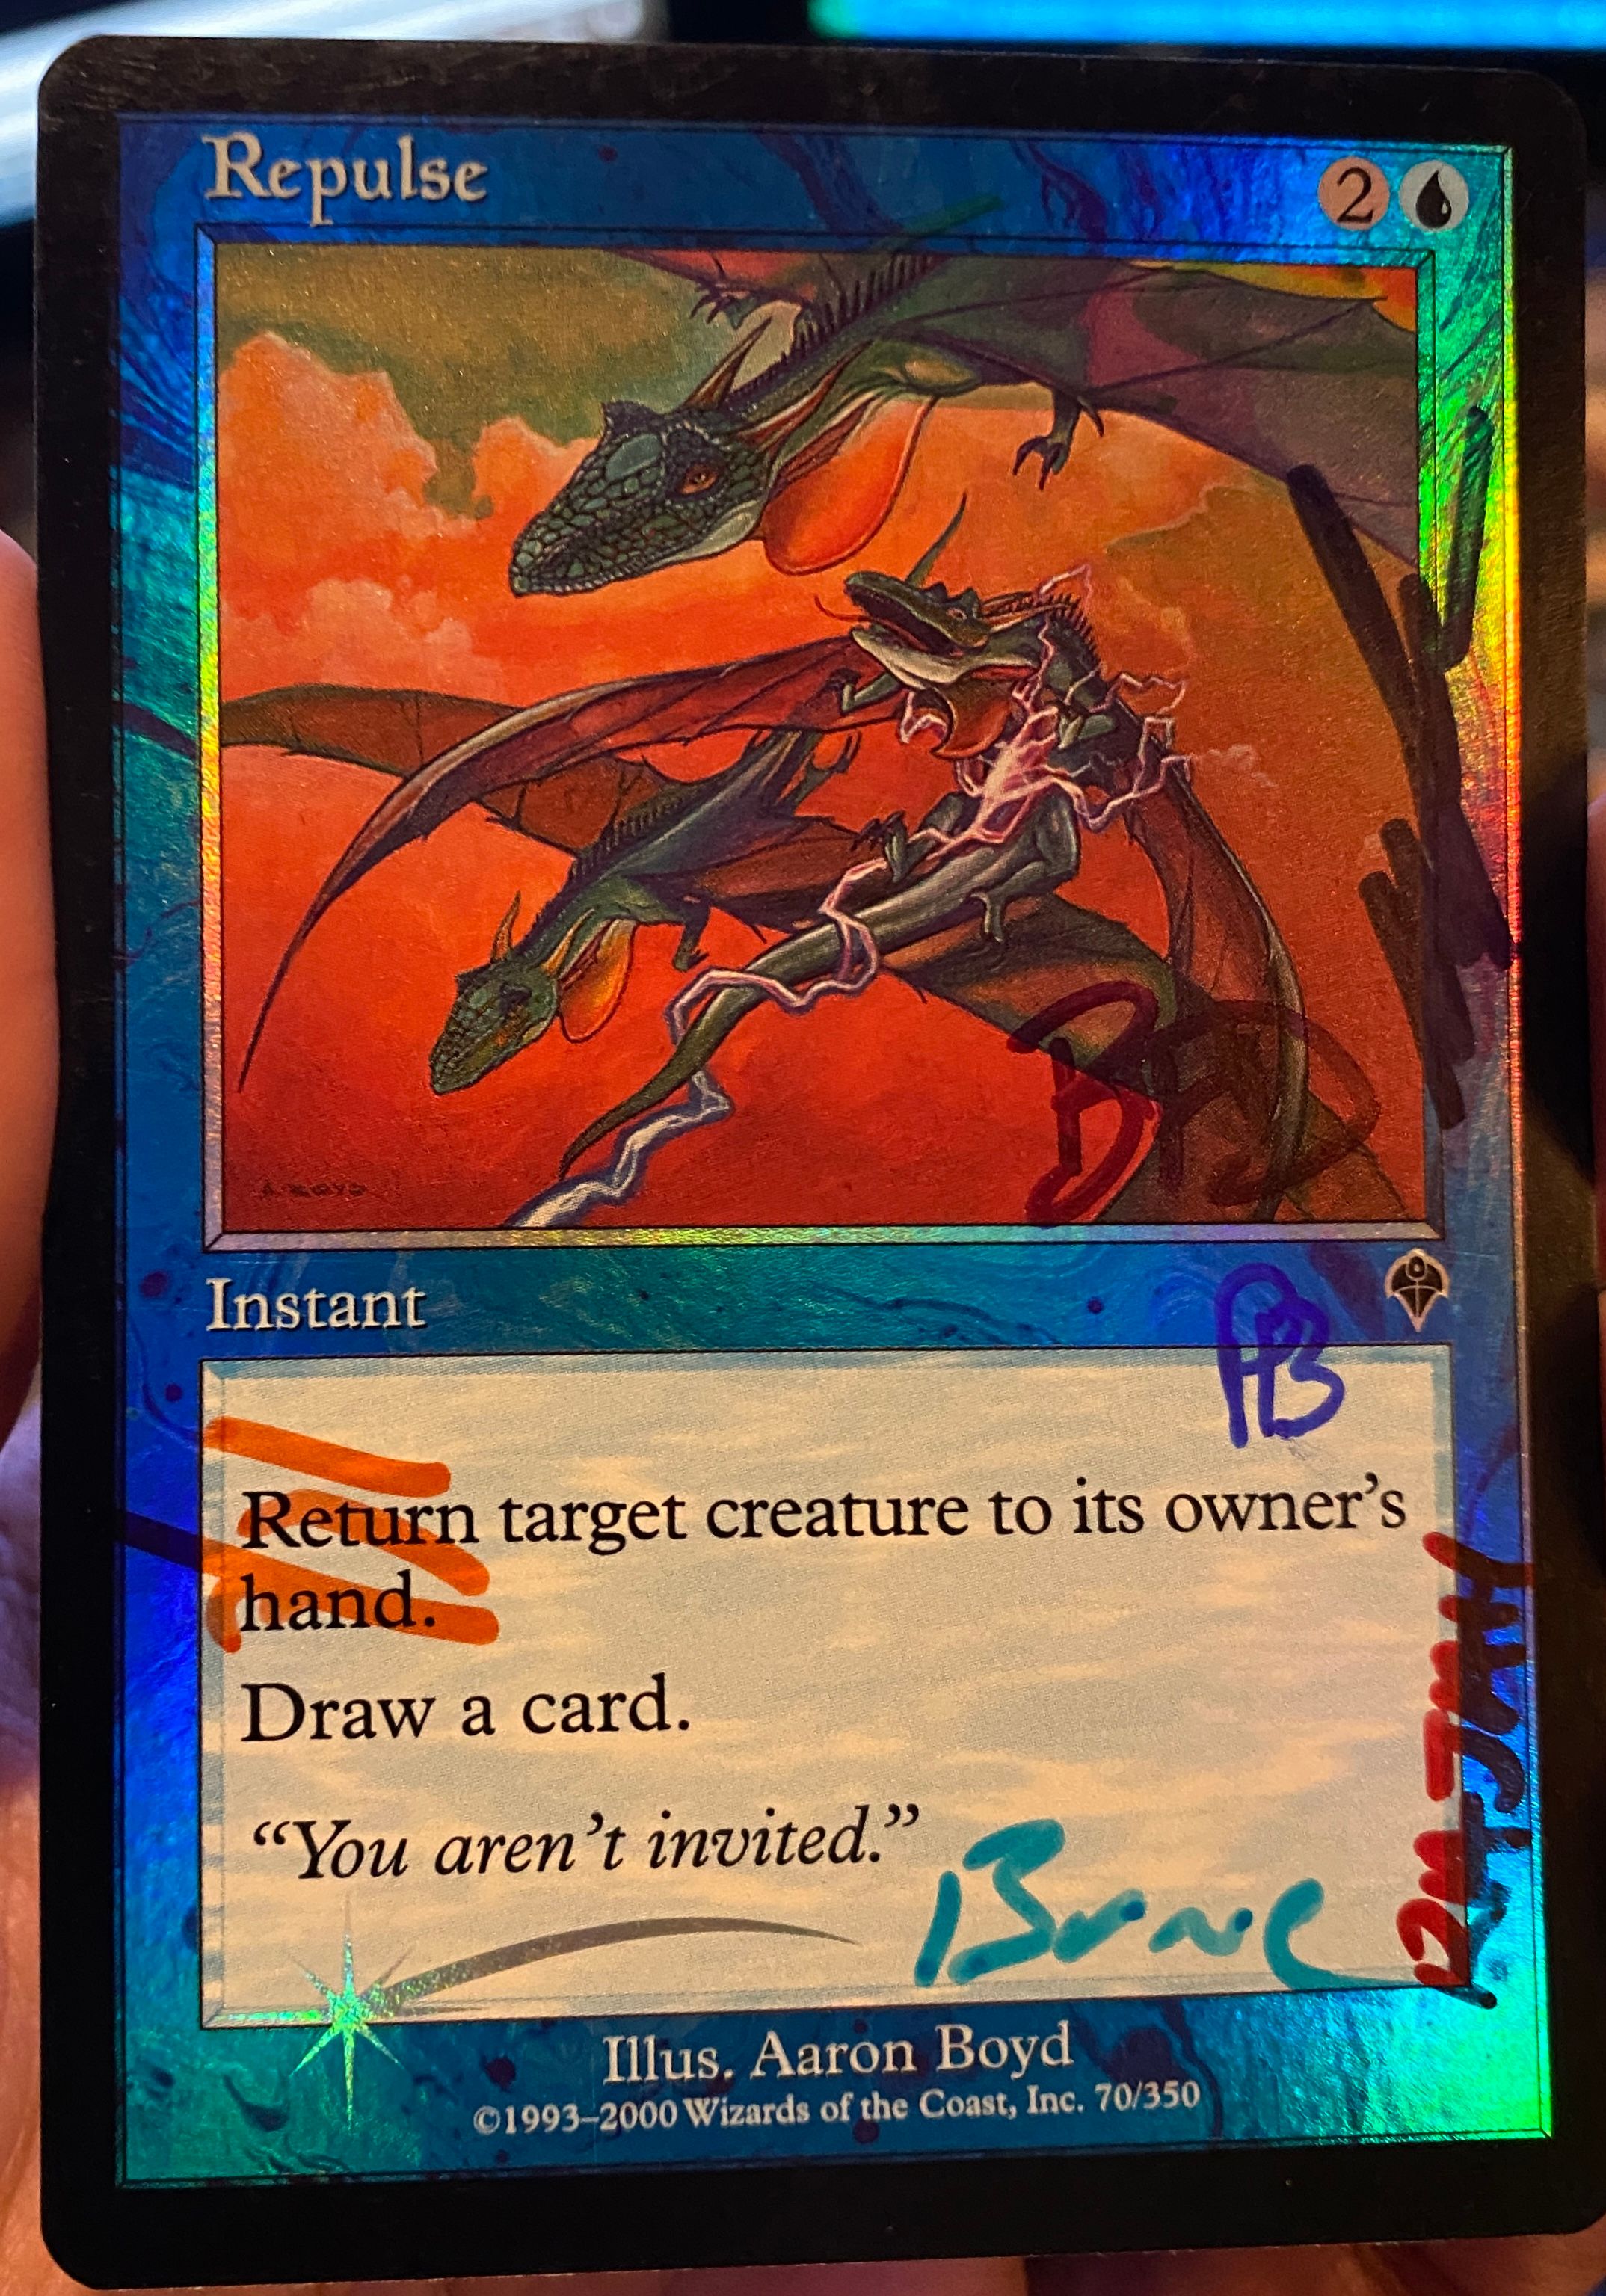 Repulse
2
Instant
PB
Return target creature to its owner's
hand.
Draw a card.
“You aren't invited.”
Illus. Aaron Boyd
©1993–2000 Wizards of the Coast, Inc. 70/350